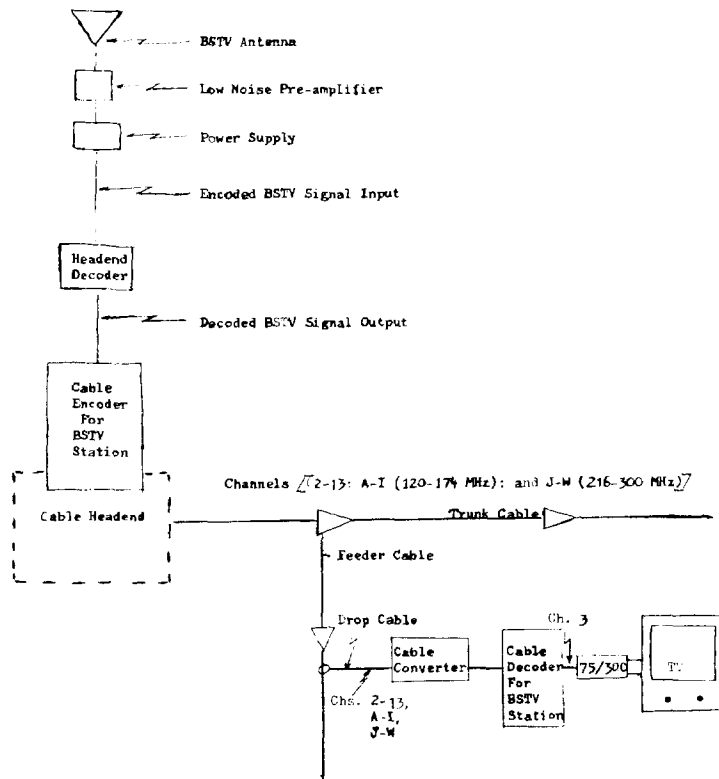 BSTV Antenna
Low Noise Pre-amplifier
Power Supply
Encoded BSTV Signal Input
Headend
Decoder
Decoded BSTV Signal Output
Cable
Encoder
For
BSTV
Station
Channels [(2-13: A-I (120-174 MHz): and J-W (216-300 MHz)]
Cable Headend
Trunk Cable
Feeder Cable
Drop Cable
Ch. 3
Cable
Converter
Cable
Decoder
For
BSTV
Station
75/300
TV
Chs. 2-13,
A-I,
J-W